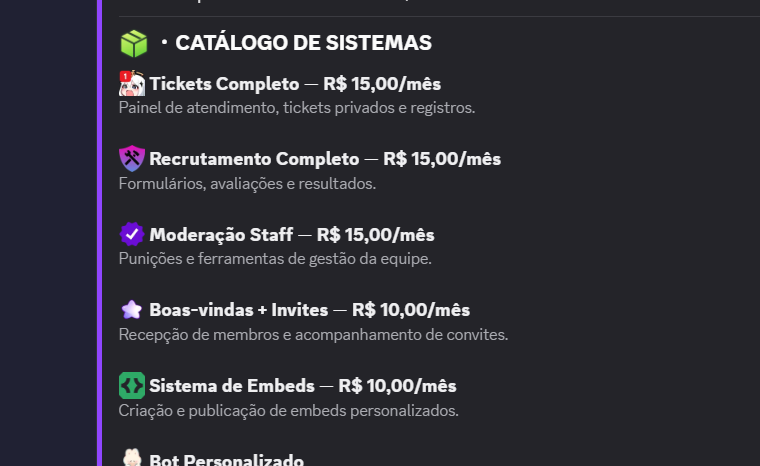 • CATÁLOGO DE SISTEMAS
1 Tickets Completo — R$ 15,00/mês
Painel de atendimento, tickets privados e registros.
Recrutamento Completo — R$ 15,00/mês
Formulários, avaliações e resultados.
Moderação Staff — R$ 15,00/mês
Punições e ferramentas de gestão da equipe.
Boas-vindas + Invites — R$ 10,00/mês
Recepção de membros e acompanhamento de convites.
Sistema de Embeds — R$ 10,00/mês
Criação e publicação de embeds personalizados.
Bot Personalizado